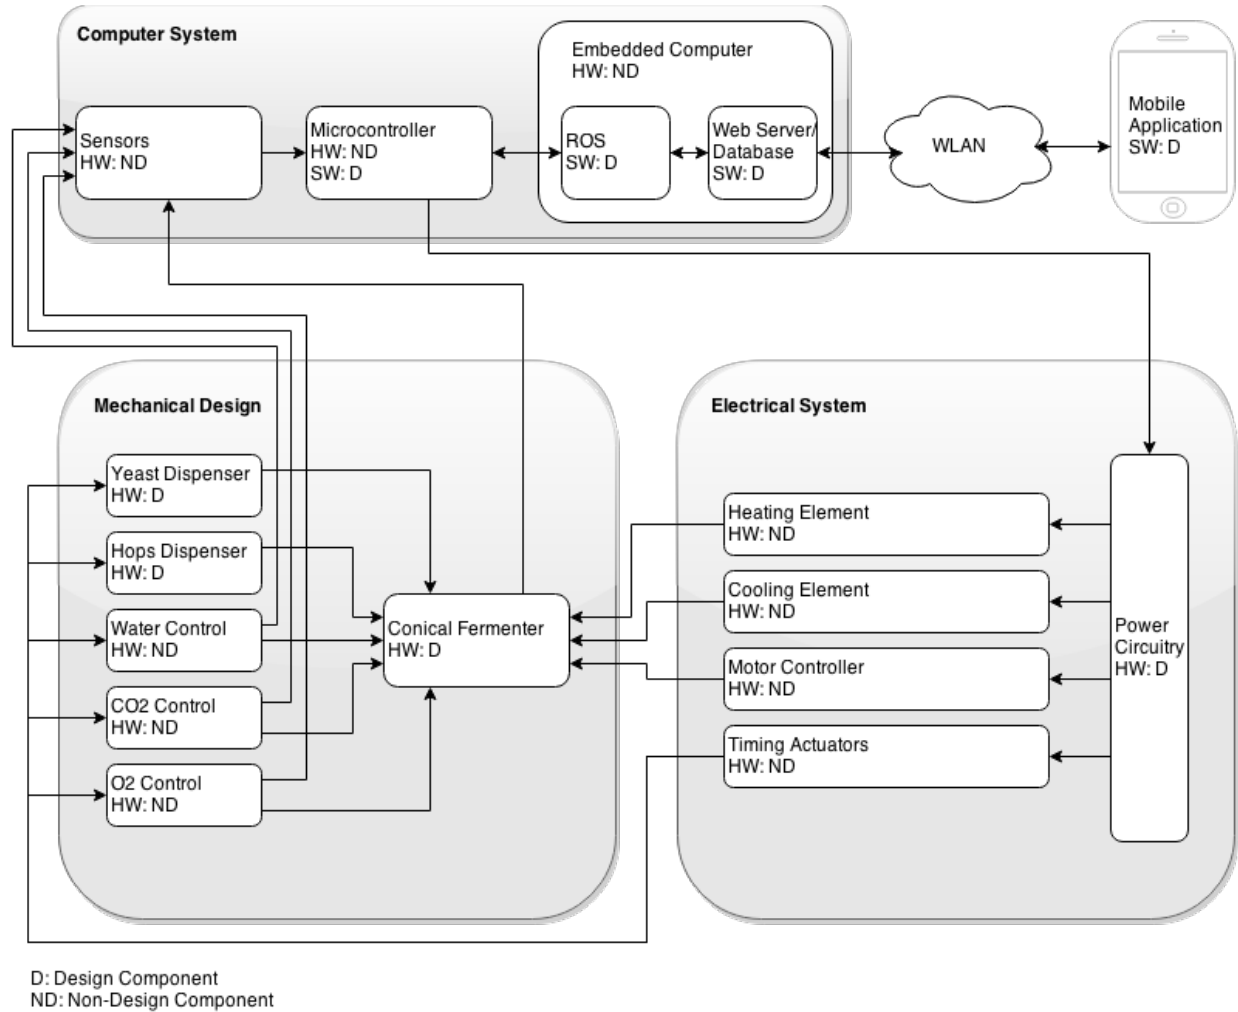 Computer System
Embedded Computer
HW: ND
Sensors
HW: ND
Microcontroller
HW: ND
SW: D
ROS
SW: D
Web Server/
Database
SW: D
WLAN
Mobile
Application
SW: D
Mechanical Design
Yeast Dispenser
HW: D
Hops Dispenser
HW: D
Water Control
HW: ND
CO2 Control
HW: ND
O2 Control
HW: ND
Conical Fermenter
HW: D
Electrical System
Heating Element
HW: ND
Cooling Element
HW: ND
Motor Controller
HW: ND
Timing Actuators
HW: ND
Power
Circuitry
HW: D
D: Design Component
ND: Non-Design Component